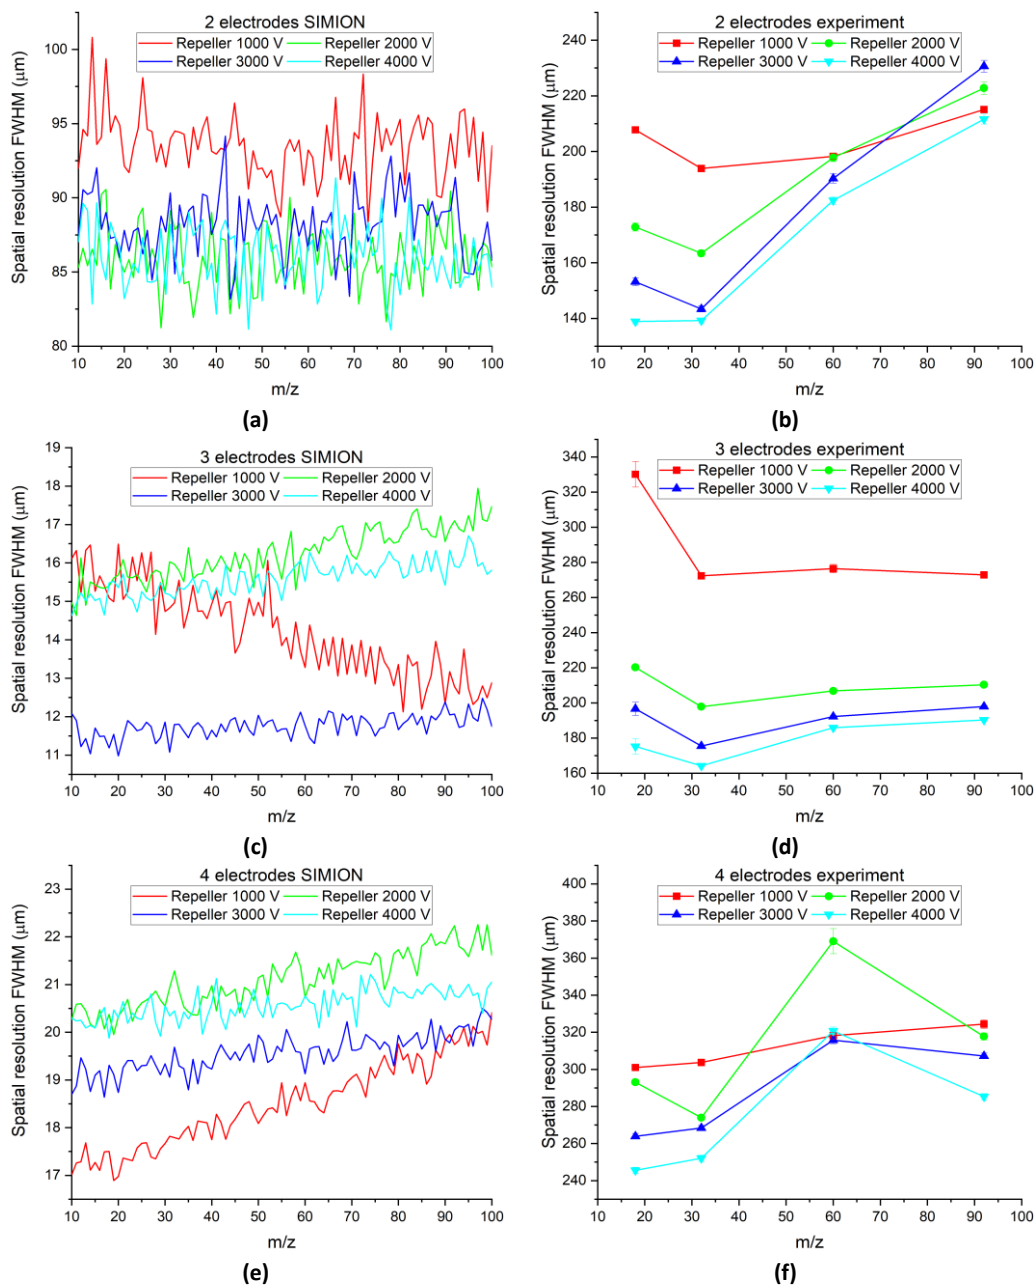 2 electrodes SIMION
Repeller 1000 V Repeller 2000 V
Repeller 3000 V Repeller 4000 V
Spatial resolution FWHM (μm)
100
95
90
85
80
10 20 30 40 50 60 70 80 90 100
m/z
(a)
2 electrodes experiment
Repeller 1000 V Repeller 2000 V
Repeller 3000 V Repeller 4000 V
Spatial resolution FWHM (μm)
240
220
200
180
160
140
10 20 30 40 50 60 70 80 90 100
m/z
(b)
3 electrodes SIMION
Repeller 1000 V Repeller 2000 V
Repeller 3000 V Repeller 4000 V
Spatial resolution FWHM (μm)
19
18
17
16
15
14
13
12
11
10 20 30 40 50 60 70 80 90 100
m/z
(c)
3 electrodes experiment
Repeller 1000 V Repeller 2000 V
Repeller 3000 V Repeller 4000 V
Spatial resolution FWHM (μm)
340
320
300
280
260
240
220
200
180
160
10 20 30 40 50 60 70 80 90 100
m/z
(d)
4 electrodes SIMION
Repeller 1000 V Repeller 2000 V
Repeller 3000 V Repeller 4000 V
Spatial resolution FWHM (μm)
23
22
21
20
19
18
17
10 20 30 40 50 60 70 80 90 100
m/z
(e)
4 electrodes experiment
Repeller 1000 V Repeller 2000 V
Repeller 3000 V Repeller 4000 V
Spatial resolution FWHM (μm)
400
380
360
340
320
300
280
260
240
10 20 30 40 50 60 70 80 90 100
m/z
(f)